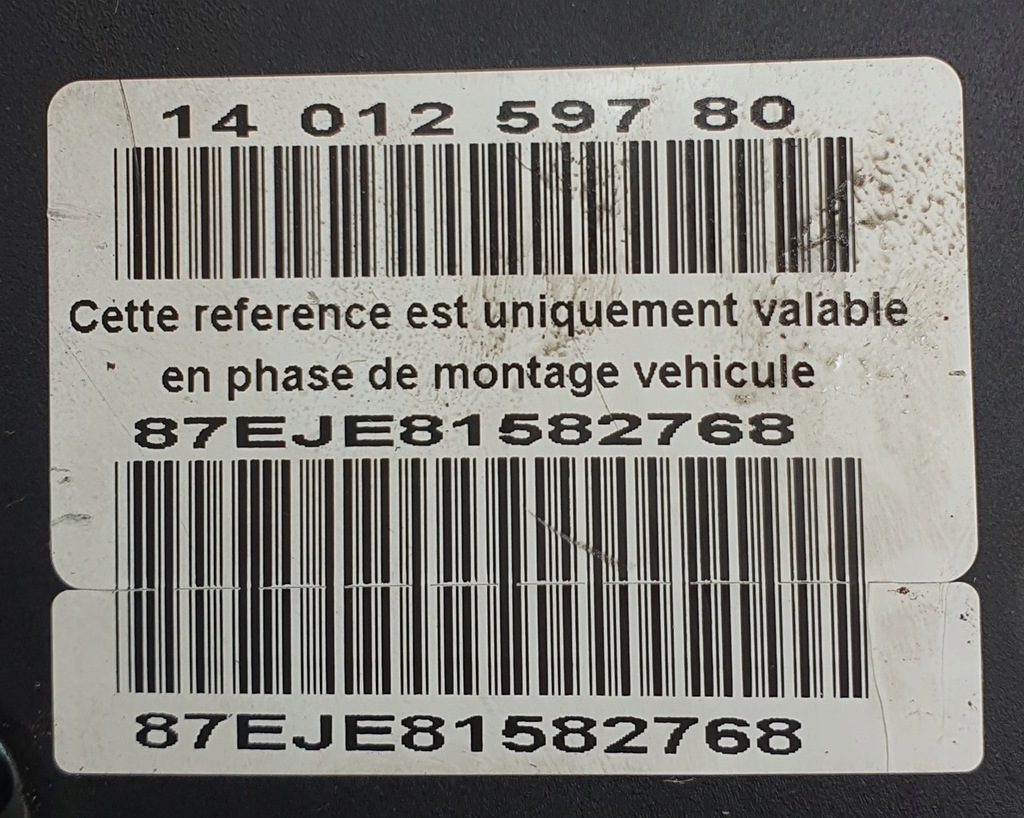 14 012 597 80
Cette reference est uniquement valable
en phase de montage vehicule
87EJE81582768
87EJE81582768